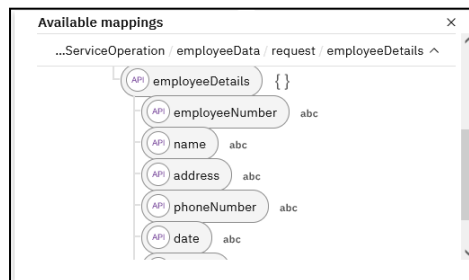 Available mappings ×
...ServiceOperation / employeeData / request / employeeDetails
API employeeDetails {}
API employeeNumber abc
API name abc
API address abc
API phoneNumber abc
API date abc